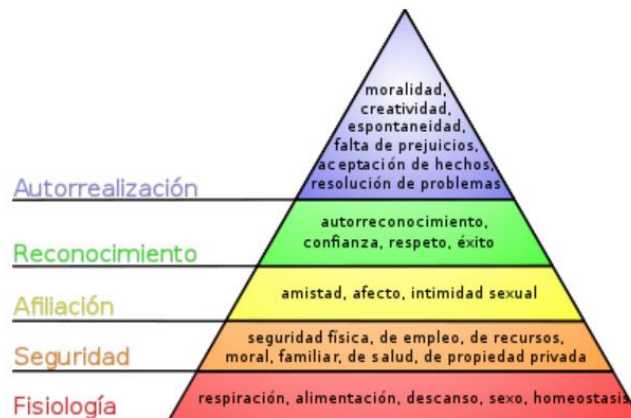 moralidad,
creatividad,
espontaneidad,
falta de prejuicios,
aceptación de hechos,
resolución de problemas
Autorrealización
autorreconocimiento,
confianza, respeto, éxito
Reconocimiento
amistad, afecto, intimidad sexual
Afiliación
seguridad física, de empleo, de recursos,
moral, familiar, de salud, de propiedad privada
Seguridad
respiración, alimentación, descanso, sexo, homeostasis
Fisiología